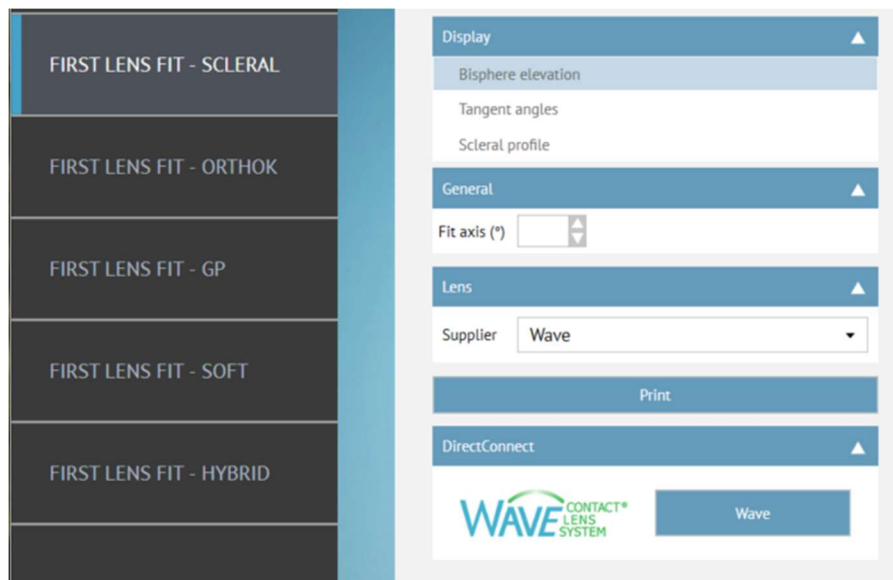 FIRST LENS FIT - SCLERAL
FIRST LENS FIT - ORTHOK
FIRST LENS FIT - GP
FIRST LENS FIT - SOFT
FIRST LENS FIT - HYBRID
Display
Bisphere elevation
Tangent angles
Scleral profile
General
Fit axis (°)
Lens
Supplier Wave
Print
DirectConnect
WAVE CONTACT®
LENS
SYSTEM
Wave